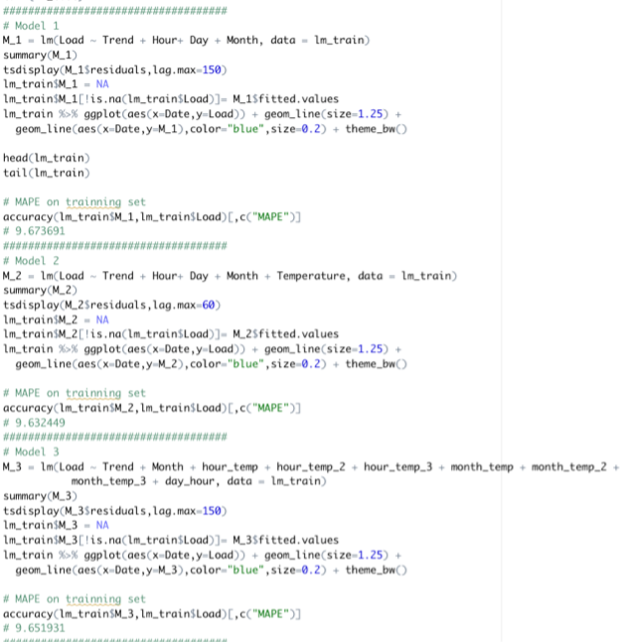 ####################################
# Model 1
M_1 = lm(Load ~ Trend + Hour+ Day + Month, data = lm_train)
summary(M_1)
tsdisplay(M_1$residuals,lag.max=150)
lm_train$M_1 = NA
lm_train$M_1[!is.na(lm_train$Load)]= M_1$fitted.values
lm_train %>% ggplot(aes(x=Date,y=Load)) + geom_line(size=1.25) +
geom_line(aes(x=Date,y=M_1),color="blue",size=0.2) + theme_bw()
head(lm_train)
tail(lm_train)
# MAPE on trainning set
accuracy(lm_train$M_1,lm_train$Load)[,c("MAPE")]
# 9.673691
####################################
# Model 2
M_2 = lm(Load ~ Trend + Hour+ Day + Month + Temperature, data = lm_train)
summary(M_2)
tsdisplay(M_2$residuals,lag.max=60)
lm_train$M_2 = NA
lm_train$M_2[!is.na(lm_train$Load)]= M_2$fitted.values
lm_train %>% ggplot(aes(x=Date,y=Load)) + geom_line(size=1.25) +
geom_line(aes(x=Date,y=M_2),color="blue",size=0.2) + theme_bw()
# MAPE on trainning set
accuracy(lm_train$M_2,lm_train$Load)[,c("MAPE")]
# 9.632449
####################################
# Model 3
M_3 = lm(Load ~ Trend + Month + hour_temp + hour_temp_2 + hour_temp_3 + month_temp + month_temp_2 +
month_temp_3 + day_hour, data = lm_train)
summary(M_3)
tsdisplay(M_3$residuals,lag.max=150)
lm_train$M_3 = NA
lm_train$M_3[!is.na(lm_train$Load)]= M_3$fitted.values
lm_train %>% ggplot(aes(x=Date,y=Load)) + geom_line(size=1.25) +
geom_line(aes(x=Date,y=M_3),color="blue",size=0.2) + theme_bw()
# MAPE on trainning set
accuracy(lm_train$M_3,lm_train$Load)[,c("MAPE")]
# 9.651931
####################################